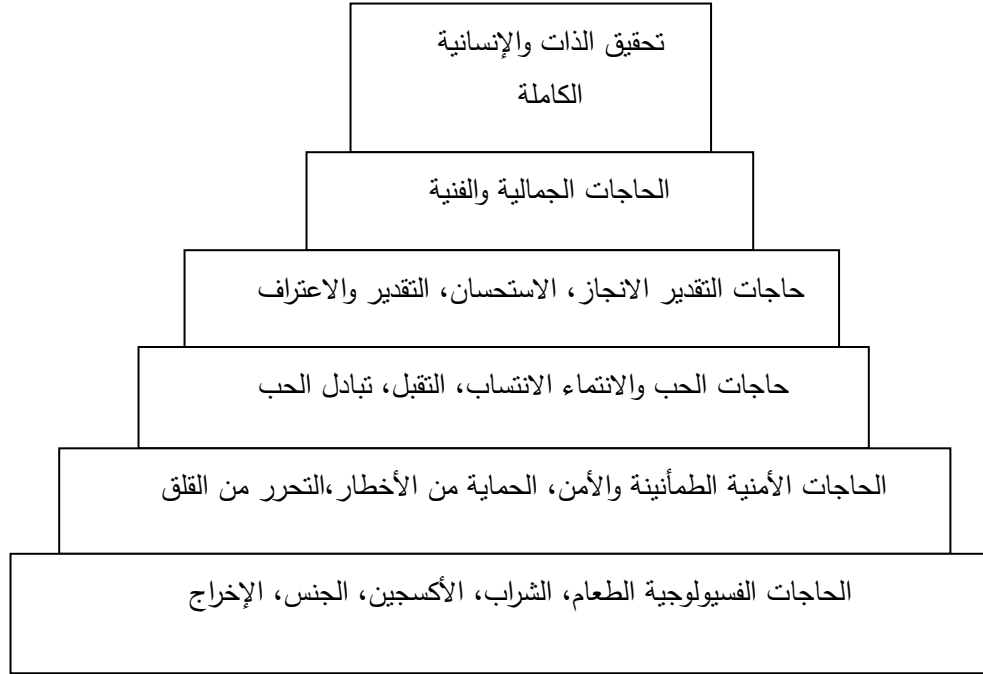 تحقيق الذات والإنسانية
الكاملة
الحاجات الجمالية والفنية
حاجات التقدير الانجاز، الاستحسان، التقدير والاعتراف
حاجات الحب والانتماء الانتساب، التقبل، تبادل الحب
الحاجات الأمنية الطمأنينة والأمن، الحماية من الأخطار،التحرر من القلق
الحاجات الفسيولوجية الطعام، الشراب، الأكسجين، الجنس، الإخراج